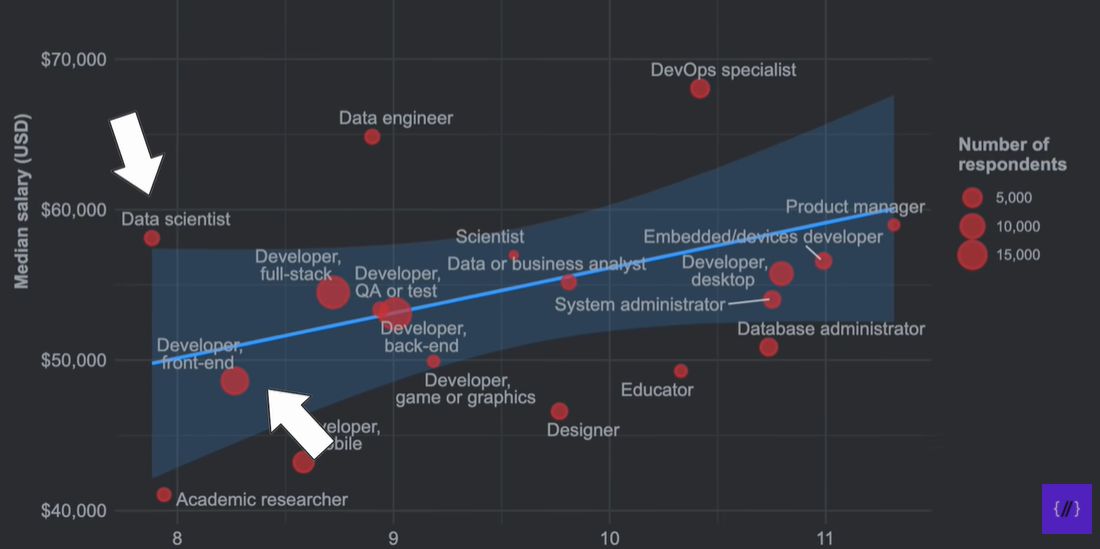 $70,000
DevOps specialist
Data engineer
Median salary (USD)
Number of
respondents
5,000
10,000
15,000
$60,000
Data scientist
Product manager
Scientist
Embedded/devices developer
Developer,
full-stack
Developer,
QA or test
Data or business analyst
Developer,
desktop
System administrator
Developer,
back-end
Database administrator
$50,000
Developer,
front-end
Developer,
game or graphics
Educator
Designer
Academic researcher
$40,000
{//}
8
9
10
11